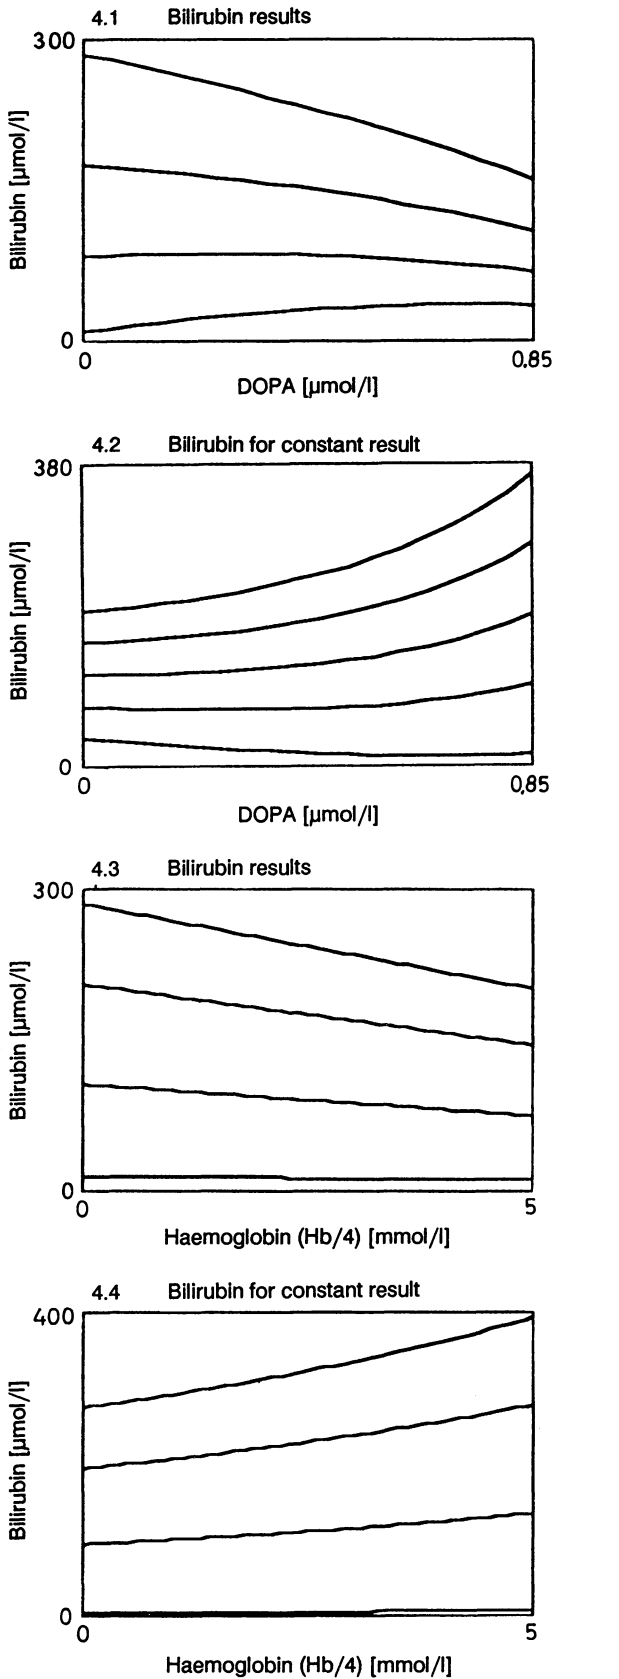 4.1 Bilirubin results
300
Bilirubin [µmol/l]
0
0 0.85
DOPA [µmol/l]
4.2 Bilirubin for constant result
380
Bilirubin [µmol/l]
0
0 0.85
DOPA [µmol/l]
4.3 Bilirubin results
300
Bilirubin [µmol/l]
0
0 5
Haemoglobin (Hb/4) [mmol/l]
4.4 Bilirubin for constant result
400
Bilirubin [µmol/l]
0
0 5
Haemoglobin (Hb/4) [mmol/l]